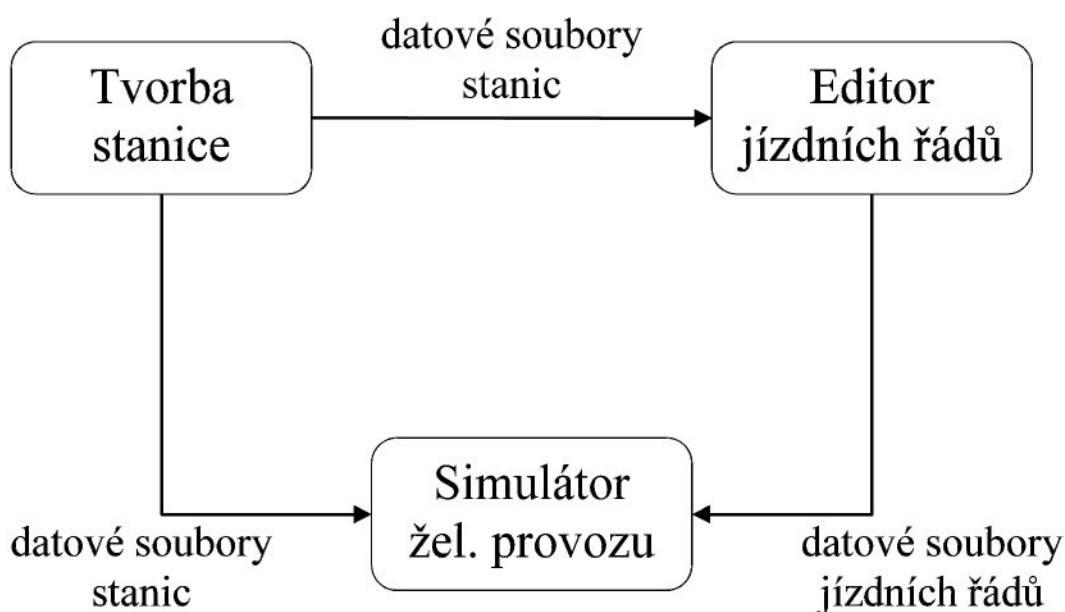 datové soubory
stanic
Tvorba
stanice
Editor
jízdních řádů
Simulátor
žel. provozu
datové soubory
stanic
datové soubory
jízdních řádů